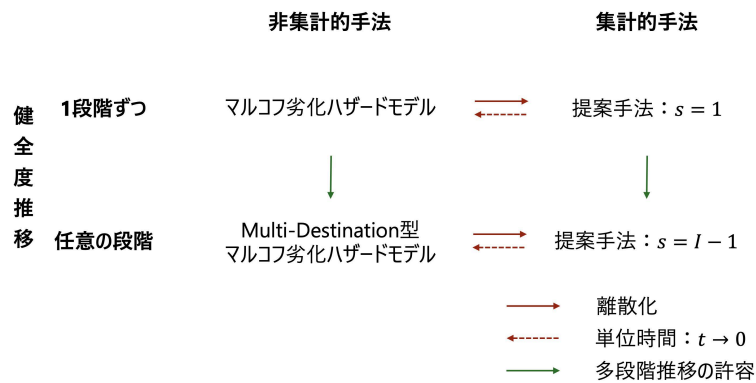 非集計的手法
集計的手法
健全度推移
1段階ずつ
マルコフ劣化ハザードモデル
提案手法：s = 1
任意の段階
Multi-Destination型
マルコフ劣化ハザードモデル
提案手法：s = I − 1
離散化
単位時間：t → 0
多段階推移の許容